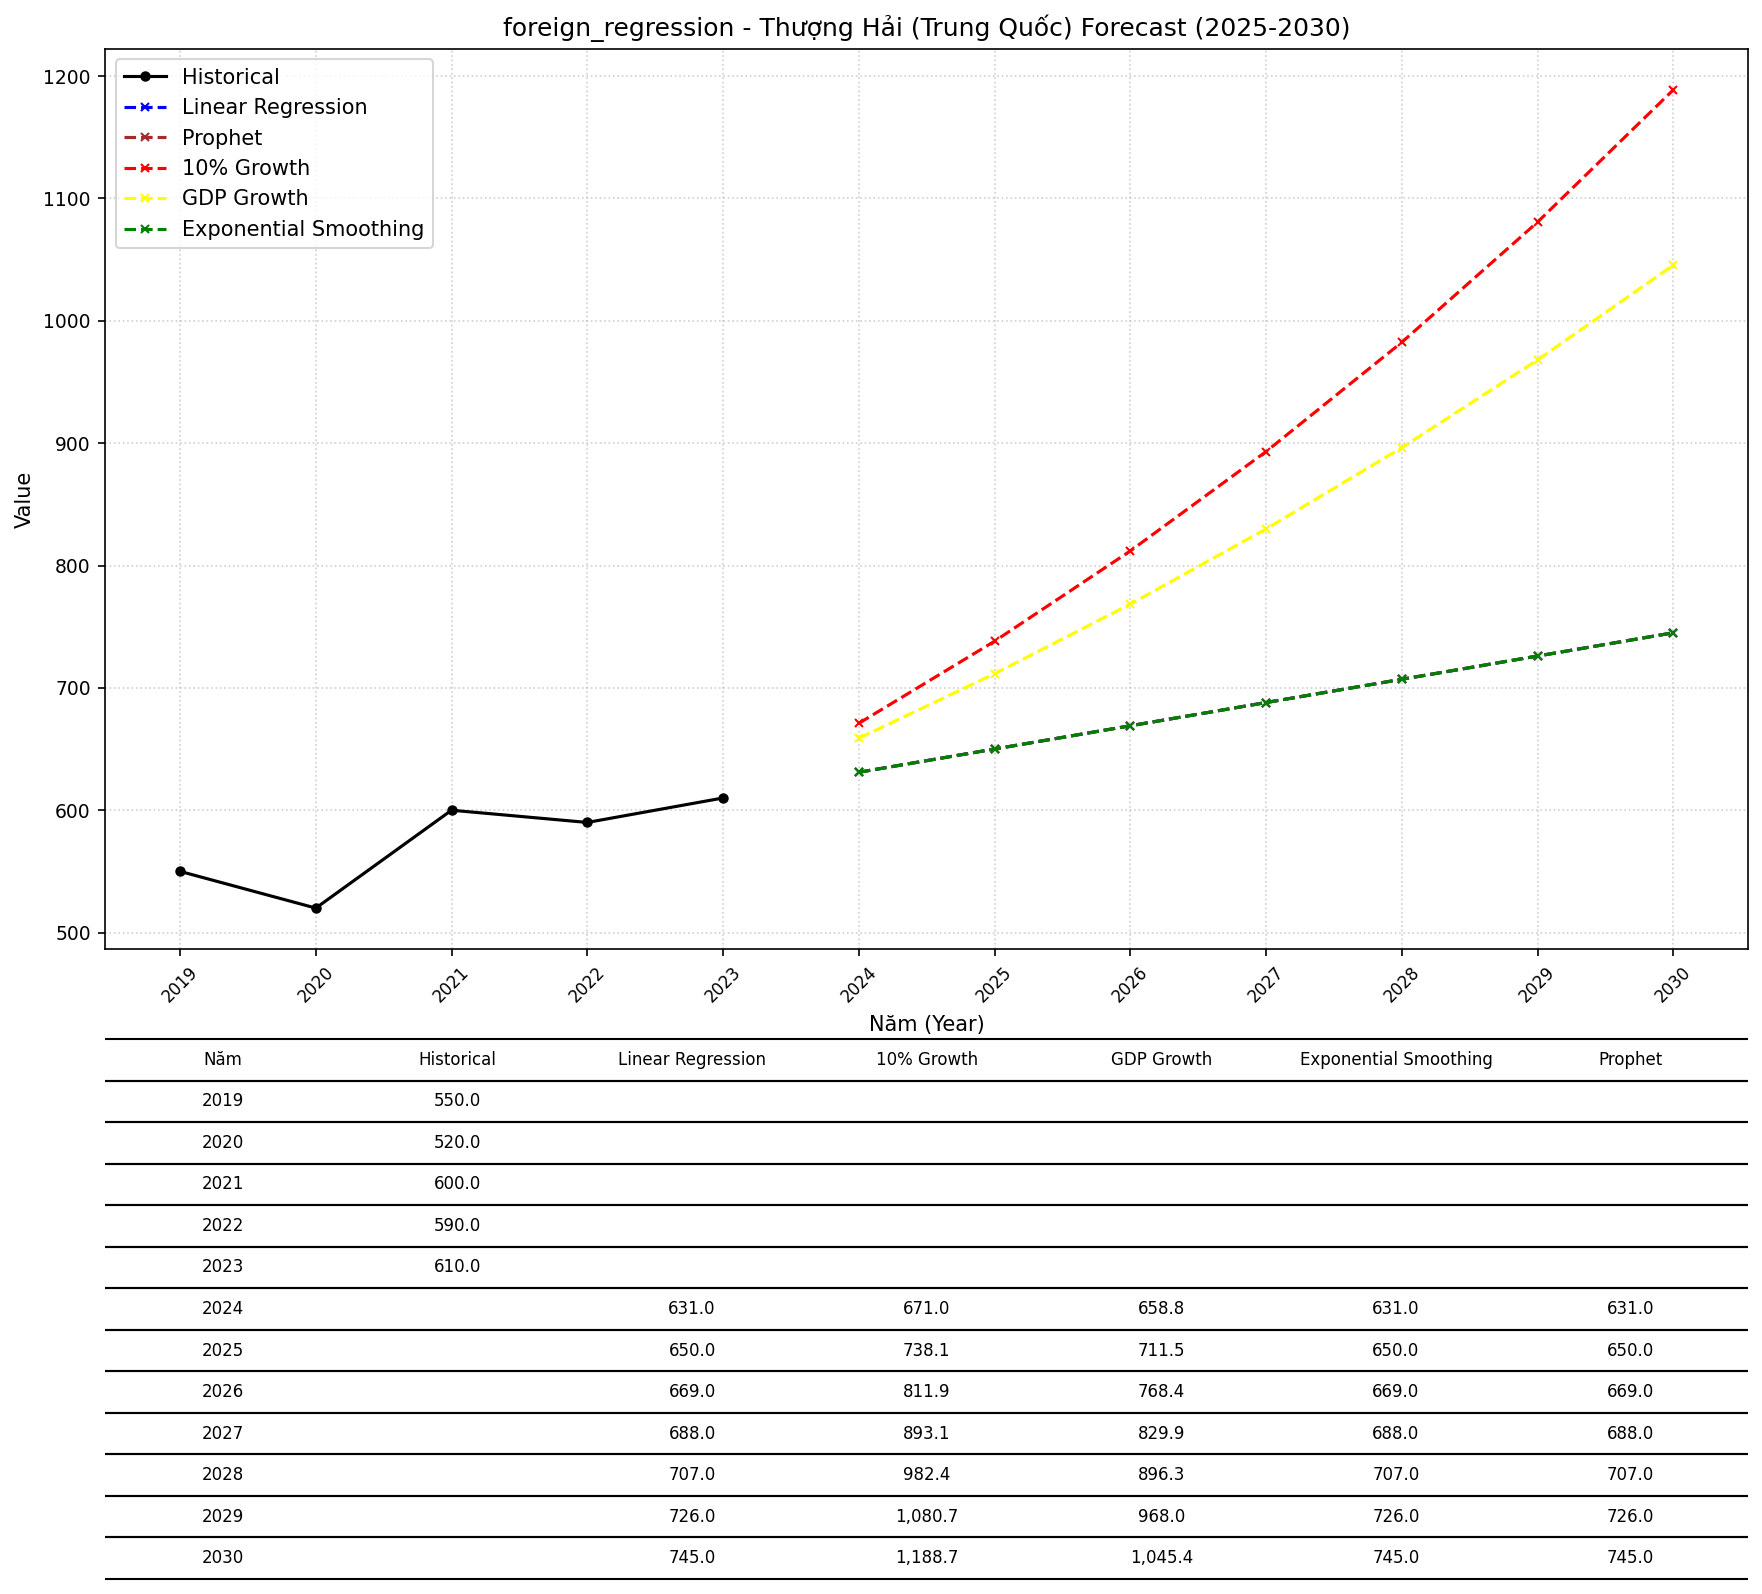 foreign_regression - Thượng Hải (Trung Quốc) Forecast (2025-2030)
Historical
Linear Regression
Prophet
10% Growth
GDP Growth
Exponential Smoothing
1200
1100
1000
900
800
700
600
500
Value
2019 2020 2021 2022 2023 2024 2025 2026 2027 2028 2029 2030
Năm (Year)
Năm Historical Linear Regression 10% Growth GDP Growth Exponential Smoothing Prophet
2019 550.0
2020 520.0
2021 600.0
2022 590.0
2023 610.0
2024 631.0 671.0 658.8 631.0 631.0
2025 650.0 738.1 711.5 650.0 650.0
2026 669.0 811.9 768.4 669.0 669.0
2027 688.0 893.1 829.9 688.0 688.0
2028 707.0 982.4 896.3 707.0 707.0
2029 726.0 1,080.7 968.0 726.0 726.0
2030 745.0 1,188.7 1,045.4 745.0 745.0